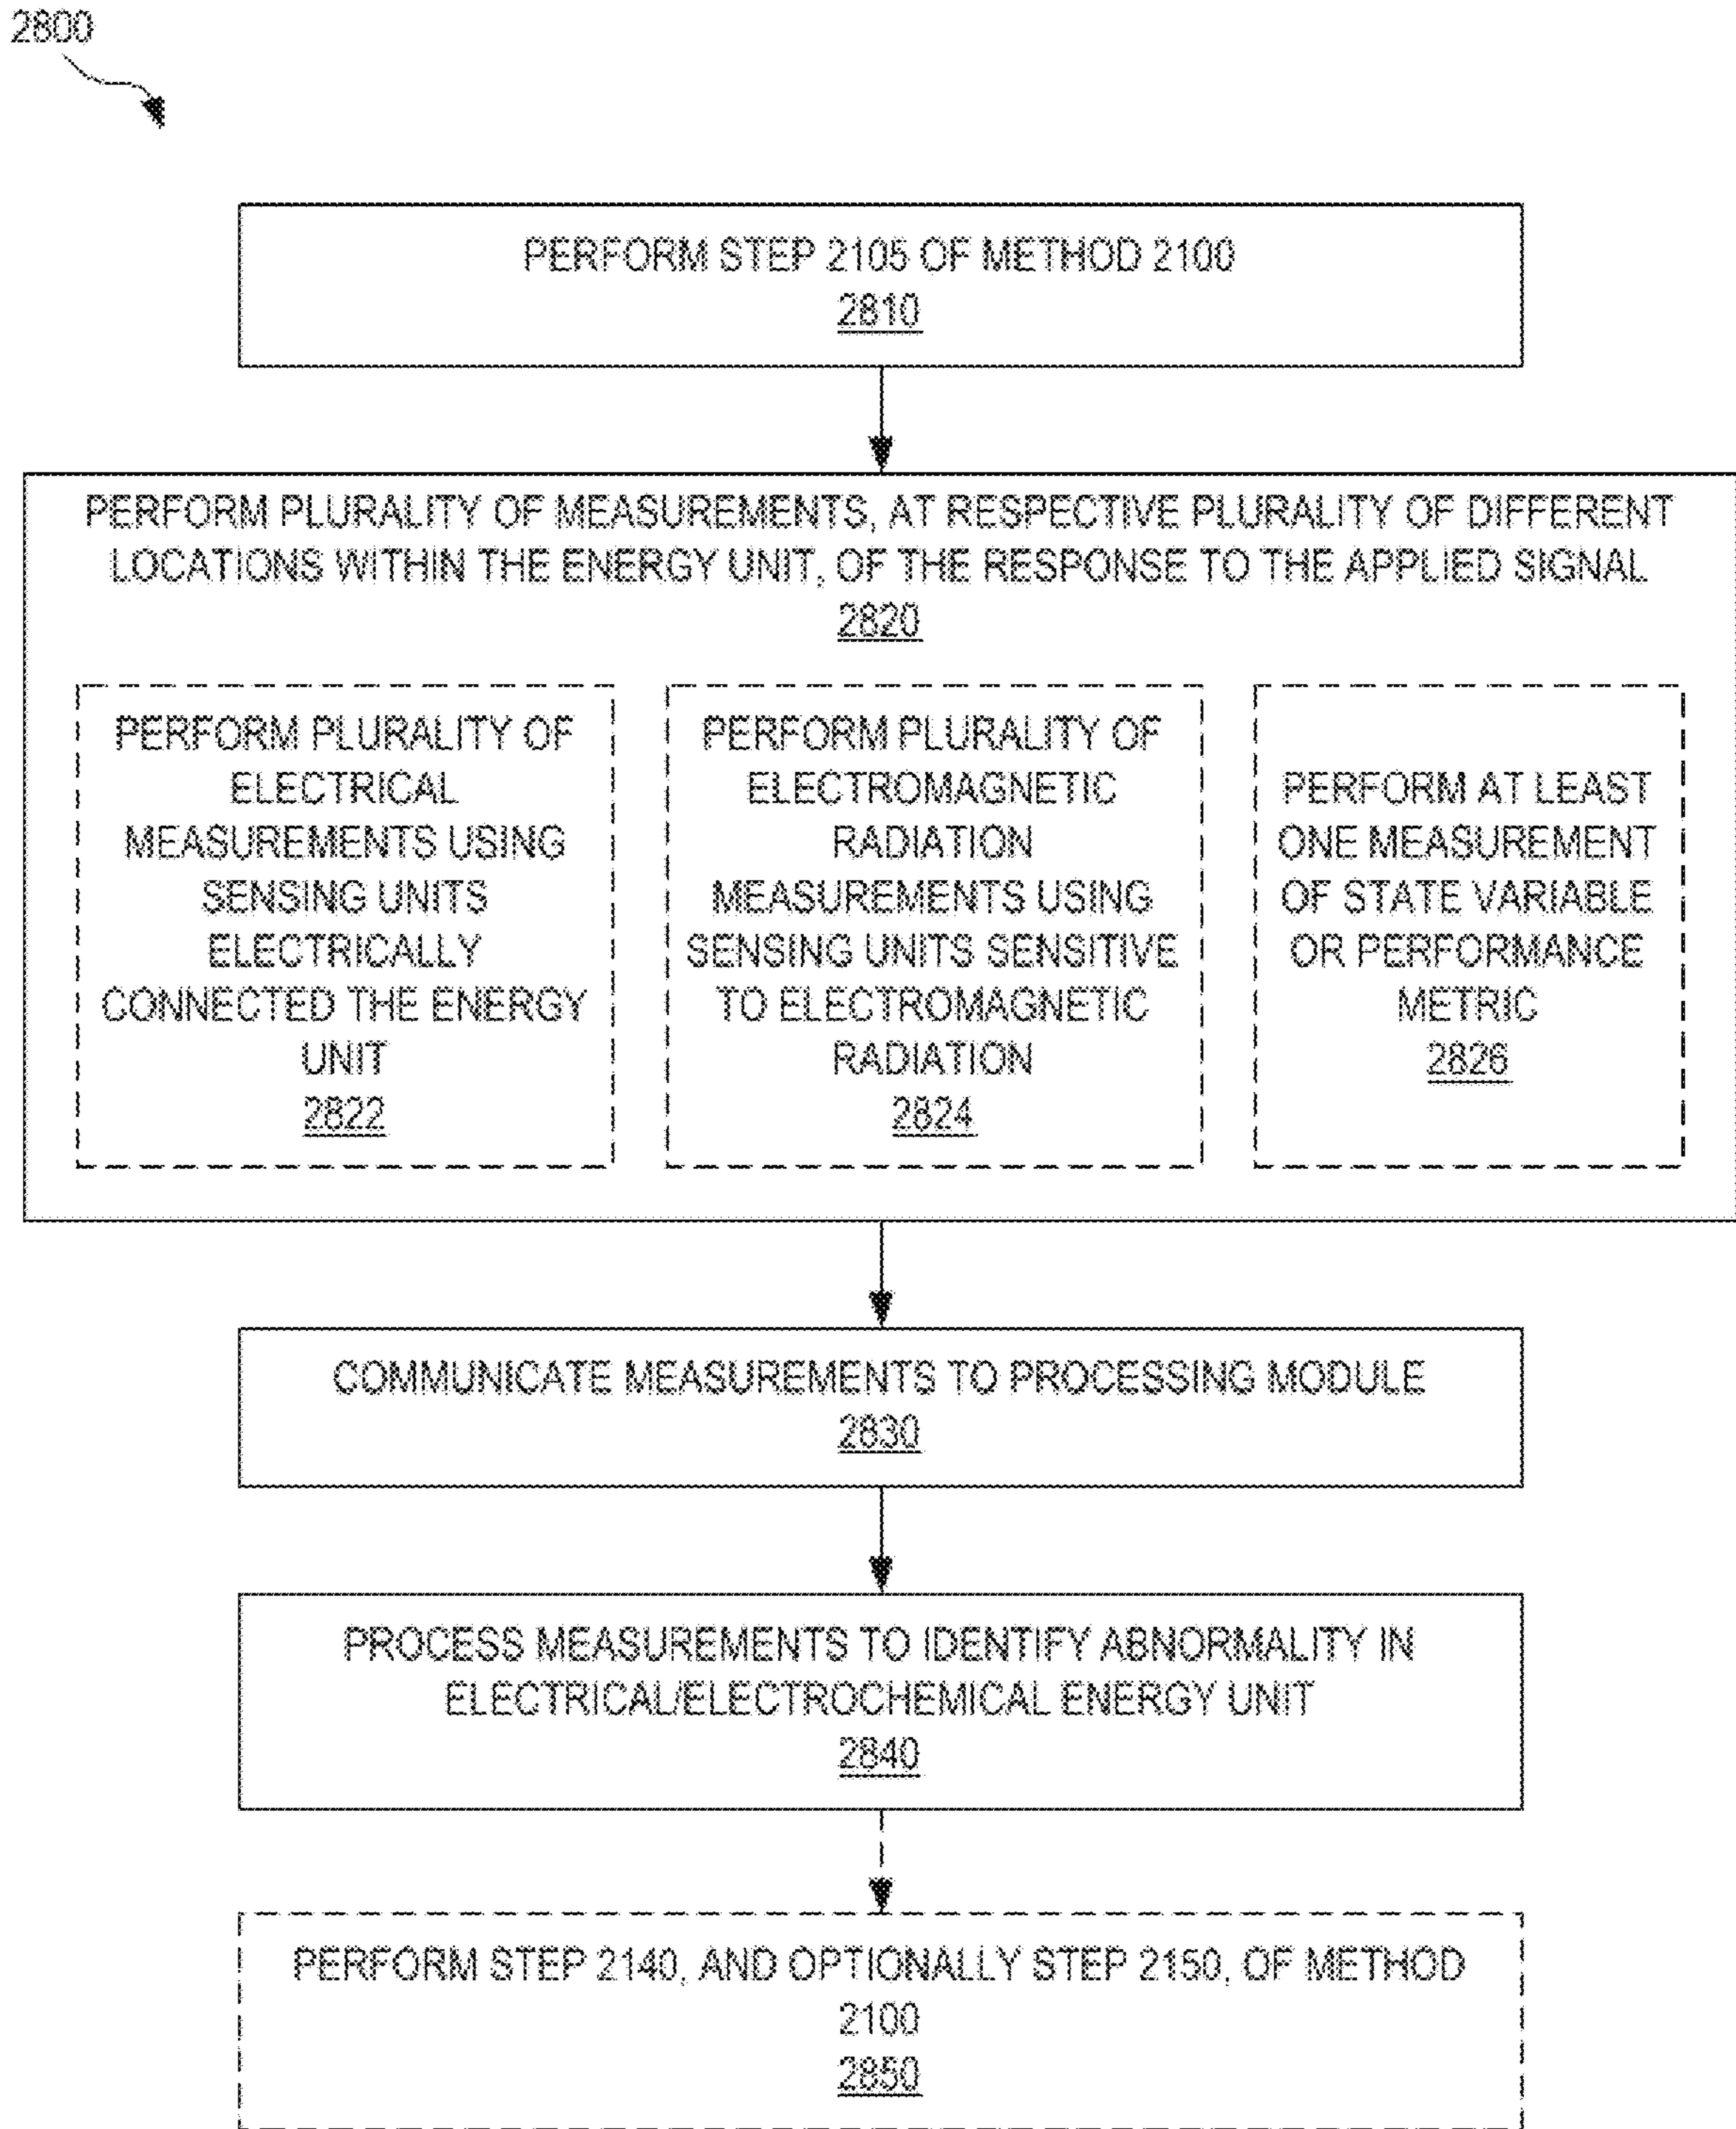 2800
PERFORM STEP 2105 OF METHOD 2100
2810
PERFORM PLURALITY OF MEASUREMENTS, AT RESPECTIVE PLURALITY OF DIFFERENT
LOCATIONS WITHIN THE ENERGY UNIT, OF THE RESPONSE TO THE APPLIED SIGNAL
2820
PERFORM PLURALITY OF
ELECTRICAL
MEASUREMENTS USING
SENSING UNITS
ELECTRICALLY
CONNECTED THE ENERGY
UNIT
2822
PERFORM PLURALITY OF
ELECTROMAGNETIC
RADIATION
MEASUREMENTS USING
SENSING UNITS SENSITIVE
TO ELECTROMAGNETIC
RADIATION
2824
PERFORM AT LEAST
ONE MEASUREMENT
OF STATE VARIABLE
OR PERFORMANCE
METRIC
2826
COMMUNICATE MEASUREMENTS TO PROCESSING MODULE
2830
PROCESS MEASUREMENTS TO IDENTIFY ABNORMALITY IN
ELECTRICAL/ELECTROCHEMICAL ENERGY UNIT
2840
PERFORM STEP 2140, AND OPTIONALLY STEP 2150, OF METHOD
2100
2850